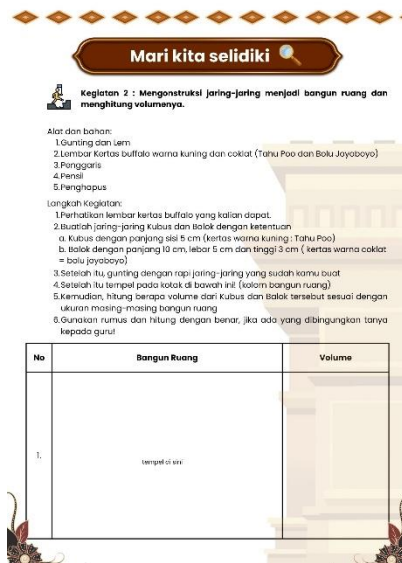 Mari kita selidiki
Kegiatan 2 : Mengonstruksi jaring-jaring menjadi bangun ruang dan
menghitung volumenya.
Alat dan bahan:
1.Gunting dan Lem
2.Lembar Kertas buffalo warna kuning dan coklat (Tahu Poo dan Bolu Joyoboyo)
3.Penggaris
4.Pensil
5.Penghapus
Langkah Kegiatan:
1.Perhatikan lembar kertas buffalo yang kalian dapat.
2.Buatlah jaring-jaring Kubus dan Balok dengan ketentuan
a. Kubus dengan panjang sisi 5 cm (kertas warna kuning : Tahu Poo)
b. Balok dengan panjang 10 cm, lebar 5 cm dan tinggi 3 cm ( kertas warna coklat
= bolu joyoboyo)
3.Setelah itu, gunting dengan rapi jaring-jaring yang sudah kamu buat
4.Setelah itu tempel pada kotak di bawah ini! (kolom bangun ruang)
5.Kemudian, hitung berapa volume dari Kubus dan Balok tersebut sesuai dengan
ukuran masing-masing bangun ruang
6.Gunakan rumus dan hitung dengan benar, jika ada yang dibingungkan tanya
kepada guru!
No Bangun Ruang Volume
1. tempel di sini